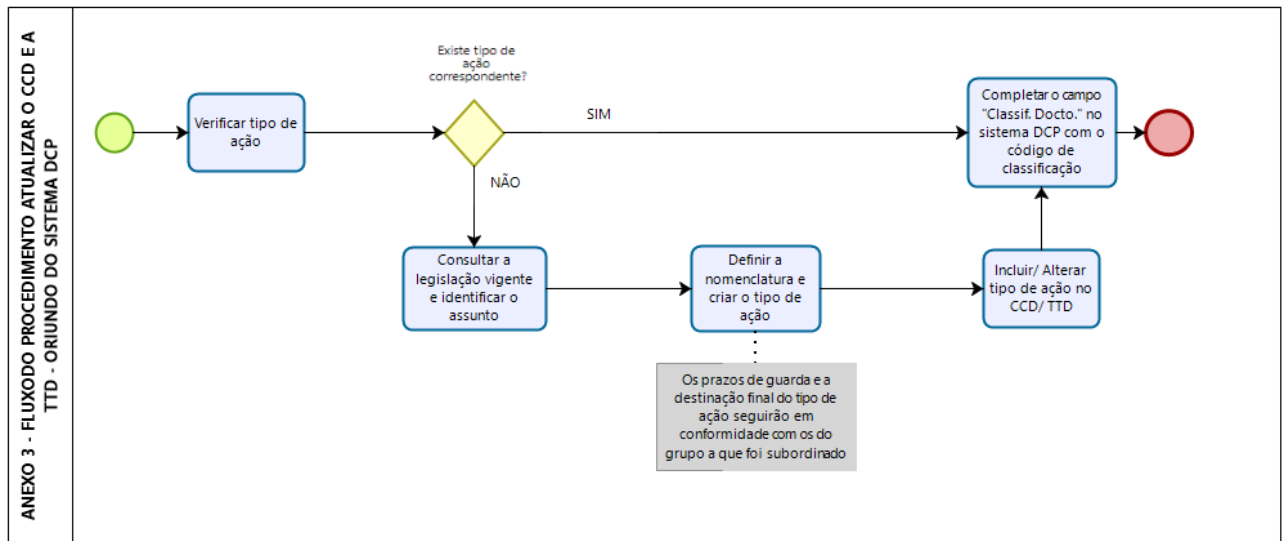 ANEXO 3 - FLUXODO PROCEDIMENTO ATUALIZAR O CCD E A
TTD - ORIUNDO DO SISTEMA DCP
Verificar tipo de
ação
Existe tipo de
ação
correspondente?
SIM
NÃO
Completar o campo
"Classif. Docto." no
sistema DCP com o
código de
classificação
Consultar a
legislação vigente
e identificar o
assunto
Definir a
nomenclatura e
criar o tipo de
ação
Incluir/ Alterar
tipo de ação no
CCD/ TTD
Os prazos de guarda e a
destinação final do tipo de
ação seguirão em
conformidade com os do
grupo a que foi subordinado